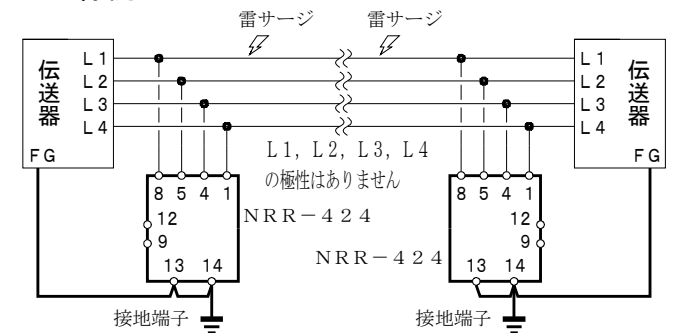 雷サージ 雷サージ
伝送器 L1 L1 伝送器
L2 L2
L3 L3
L4 L4
FG L1, L2, L3, L4 FG
の極性はありません
8 5 4 1 8 5 4 1
12 NRR-424 12
9 NRR-424 9
13 14 13 14
接地端子 接地端子